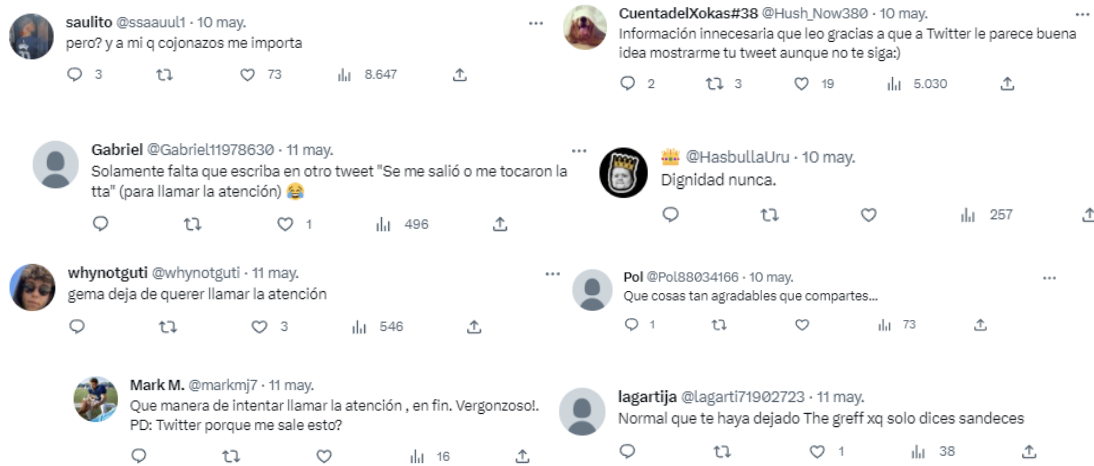 saulito @ssaauul1 · 10 may.
pero? y a mi q cojonazos me importa
3 73 8.647
CuentadelXokas#38 @Hush_Now380 · 10 may.
Información innecesaria que leo gracias a que a Twitter le parece buena
idea mostrarme tu tweet aunque no te siga:)
2 3 19 5.030
Gabriel @Gabriel11978630 · 11 may.
Solamente falta que escriba en otro tweet "Se me salió o me tocaron la
tta" (para llamar la atención) 😂
1 496
👑 @HasbullaUru · 10 may.
Dignidad nunca.
257
whynotguti @whynotguti · 11 may.
gema deja de querer llamar la atención
3 546
Pol @Pol88034166 · 10 may.
Que cosas tan agradables que compartes...
1 73
Mark M. @markmj7 · 11 may.
Que manera de intentar llamar la atención , en fin. Vergonzoso!.
PD: Twitter porque me sale esto?
16
lagartija @lagarti71902723 · 11 may.
Normal que te haya dejado The greff xq solo dices sandeces
1 38